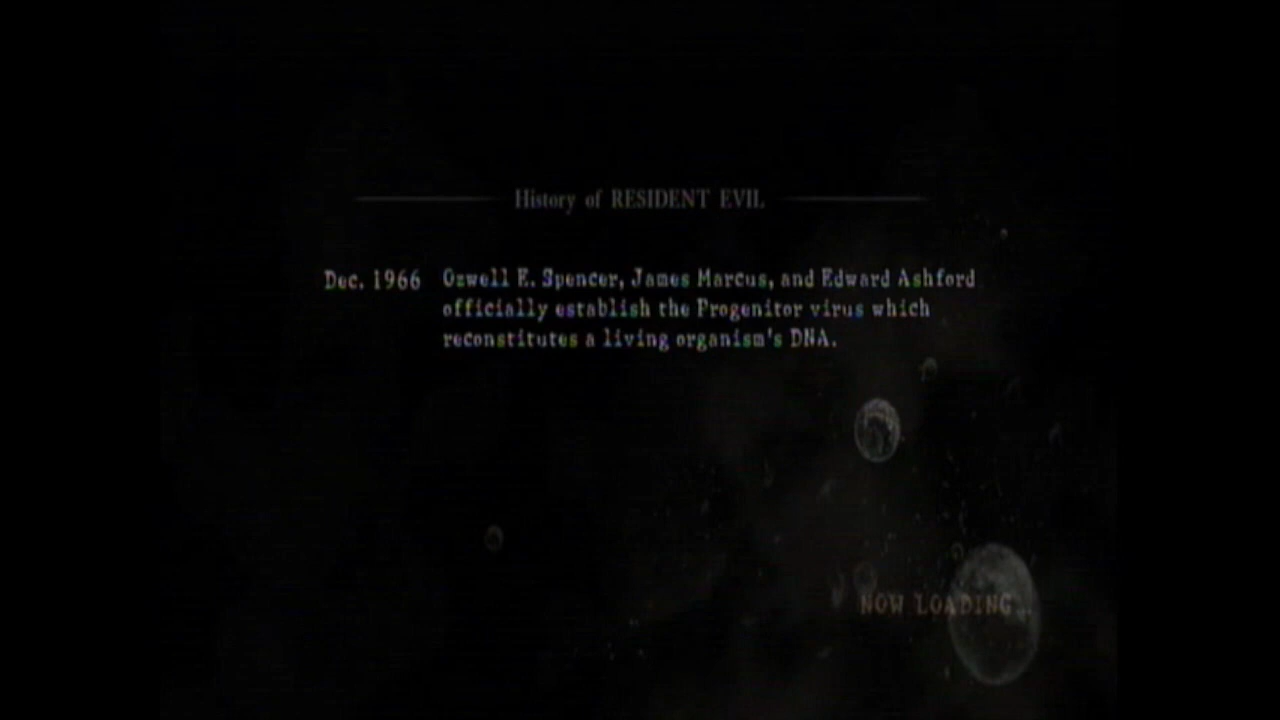 History of RESIDENT EVIL
Dec. 1966 Ozwell E. Spencer, James Marcus, and Edward Ashford
officially establish the Progenitor virus which
reconstitutes a living organism's DNA.
NOW LOADING...